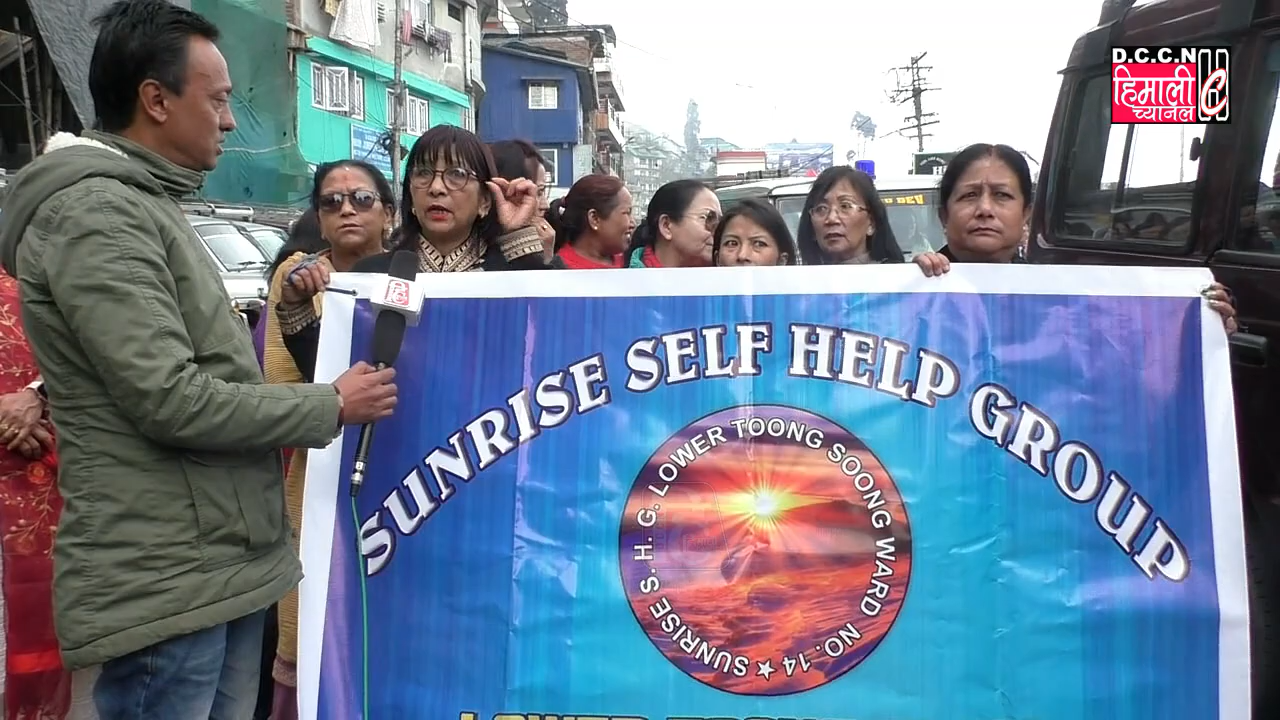 D.C.C.N
हिमाली
च्यानल
SUNRISE SELF HELP GROUP
SUNRISE S. H. G. LOWER TOONG SOONG WARD NO. 14 ★